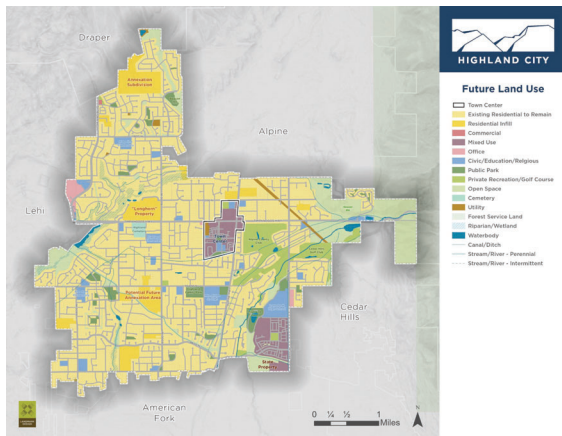 Draper
HIGHLAND CITY
Future Land Use
Town Center
Existing Residential to Remain
Residential Infill
Commercial
Mixed Use
Office
Civic/Education/Relgious
Public Park
Private Recreation/Golf Course
Open Space
Cemetery
Utility
Forest Service Land
Riparian/Wetland
Waterbody
Canal/Ditch
Stream/River - Perennial
Stream/River - Intermittent
Annexable
Subdivision
Alpine
Lehi
"Longhorn"
Property
Town
Center
Potential Future
Annexation Area
Cedar
Hills
State
Property
American
Fork
0 ¼ ½ 1
Miles
N